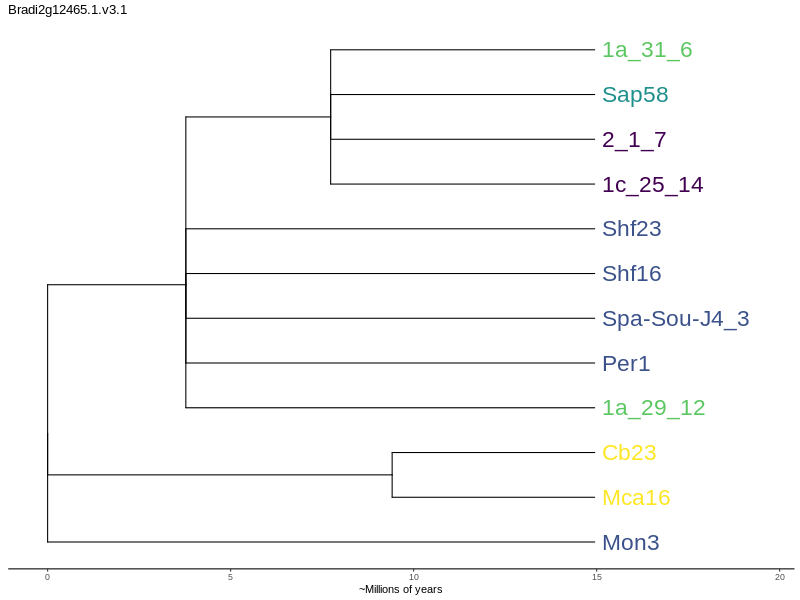 Bradi2g12465.1.v3.1
1a_31_6
Sap58
2_1_7
1c_25_14
Shf23
Shf16
Spa-Sou-J4_3
Per1
1a_29_12
Cb23
Mca16
Mon3
0 5 10 15 20
~Millions of years